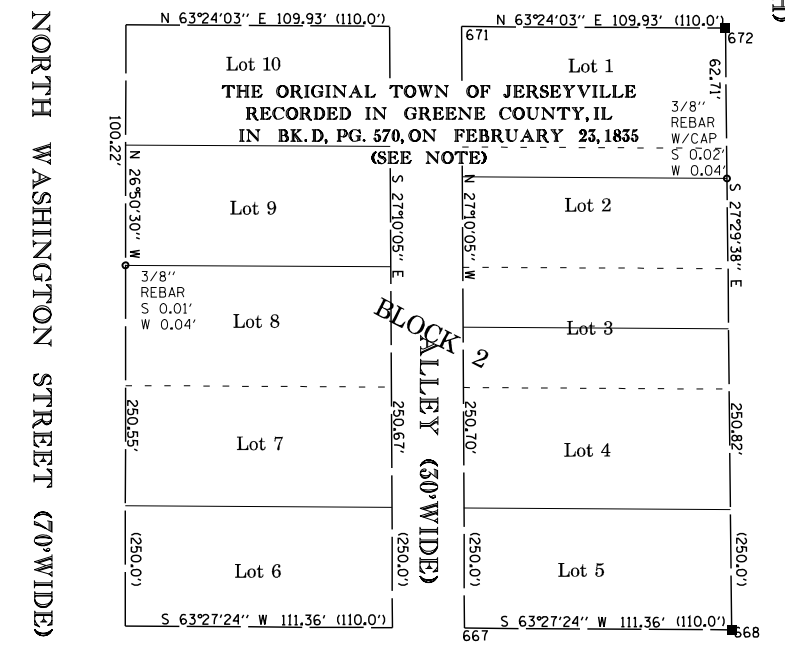 N 63°24'03" E 109.93' (110.0')
N 63°24'03" E 109.93' (110.0')
671
672
Lot 10
Lot 1
62.71'
THE ORIGINAL TOWN OF JERSEYVILLE
RECORDED IN GREENE COUNTY, IL
IN BK. D, PG. 570, ON FEBRUARY 23, 1835
(SEE NOTE)
3/8"
REBAR
W/CAP
S 0.02'
W 0.04'
100.22'
N 26°50'30" W
Lot 9
S 27°10'05" E
N 27°10'05" W
Lot 2
S 27°29'38" E
3/8"
REBAR
S 0.01'
W 0.04'
Lot 8
BLOCK 2
Lot 3
ALLEY (30'WIDE)
250.55'
Lot 7
250.67'
250.70'
Lot 4
250.82'
(250.0')
Lot 6
(250.0')
(250.0')
Lot 5
(250.0')
S 63°27'24" W 111.36' (110.0')
S 63°27'24" W 111.36' (110.0')
667
668
NORTH WASHINGTON STREET (70'WIDE)